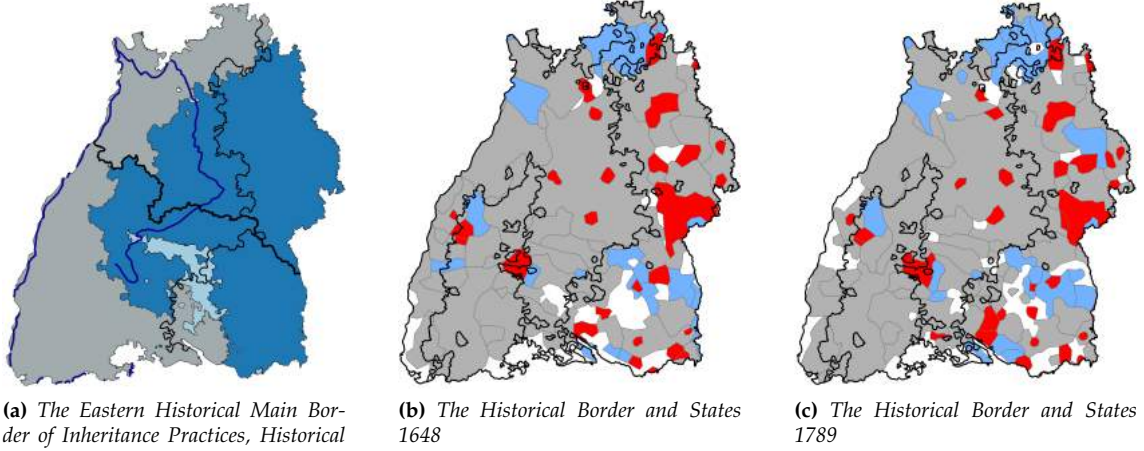 (a) The Eastern Historical Main Bor-
der of Inheritance Practices, Historical
(b) The Historical Border and States
1648
(c) The Historical Border and States
1789